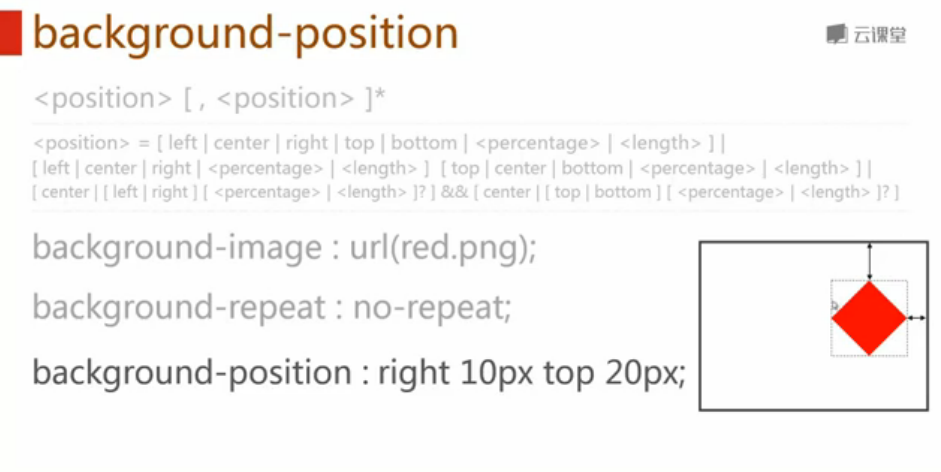 background-position
云课堂
<position> [ , <position> ]*
<position> = [ left | center | right | top | bottom | <percentage> | <length> ] |
[ left | center | right | <percentage> | <length> ] [ top | center | bottom | <percentage> | <length> ] |
[ center | [ left | right ] [ <percentage> | <length> ]? ] && [ center | [ top | bottom ] [ <percentage> | <length> ]? ]
background-image : url(red.png);
background-repeat : no-repeat;
background-position : right 10px top 20px;